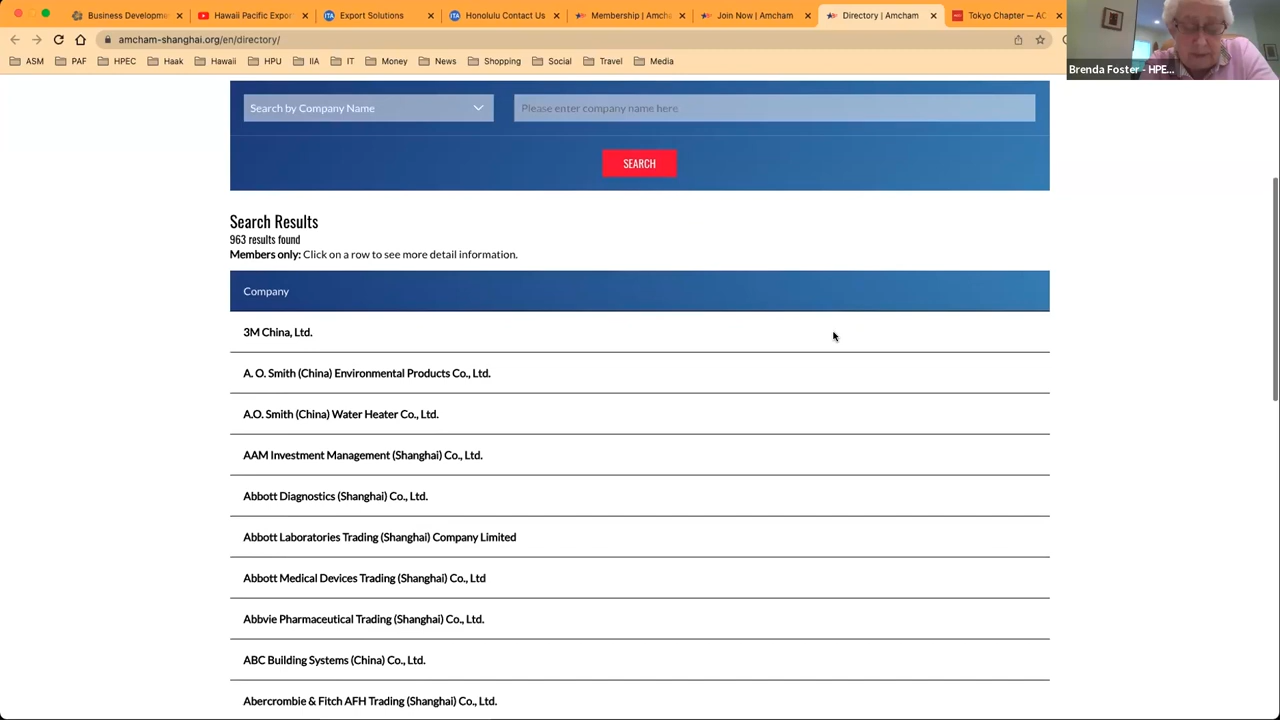 Business Developme
Hawaii Pacific Expor
Export Solutions
Honolulu Contact Us
Membership | Amcha
Join Now | Amcham
Directory | Amcham
Tokyo Chapter — AC
amcham-shanghai.org/en/directory/
ASM
PAF
HPEC
Haak
Hawaii
HPU
IIA
IT
Money
News
Shopping
Social
Travel
Media
Brenda Foster - HPE...
Search by Company Name
Please enter company name here
SEARCH
Search Results
963 results found
Members only: Click on a row to see more detail information.
Company
3M China, Ltd.
A. O. Smith (China) Environmental Products Co., Ltd.
A.O. Smith (China) Water Heater Co., Ltd.
AAM Investment Management (Shanghai) Co., Ltd.
Abbott Diagnostics (Shanghai) Co., Ltd.
Abbott Laboratories Trading (Shanghai) Company Limited
Abbott Medical Devices Trading (Shanghai) Co., Ltd
Abbvie Pharmaceutical Trading (Shanghai) Co., Ltd.
ABC Building Systems (China) Co., Ltd.
Abercrombie & Fitch AFH Trading (Shanghai) Co., Ltd.